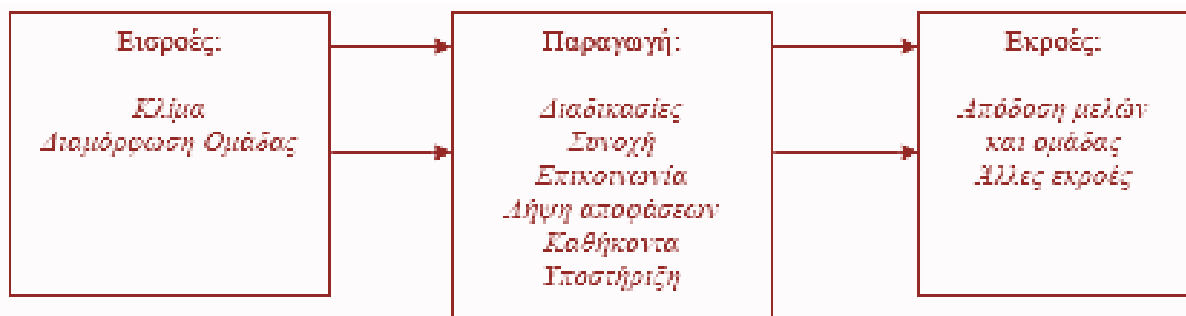 Εισροές:
Κλίμα
Διαμόρφωση Ομάδας
Παραγωγή:
Διαδικασίες
Συνοχή
Επικοινωνία
Λήψη αποφάσεων
Καθήκοντα
Υποστήριξη
Εκροές:
Απόδοση μελών
και ομάδας
Άλλες εκροές